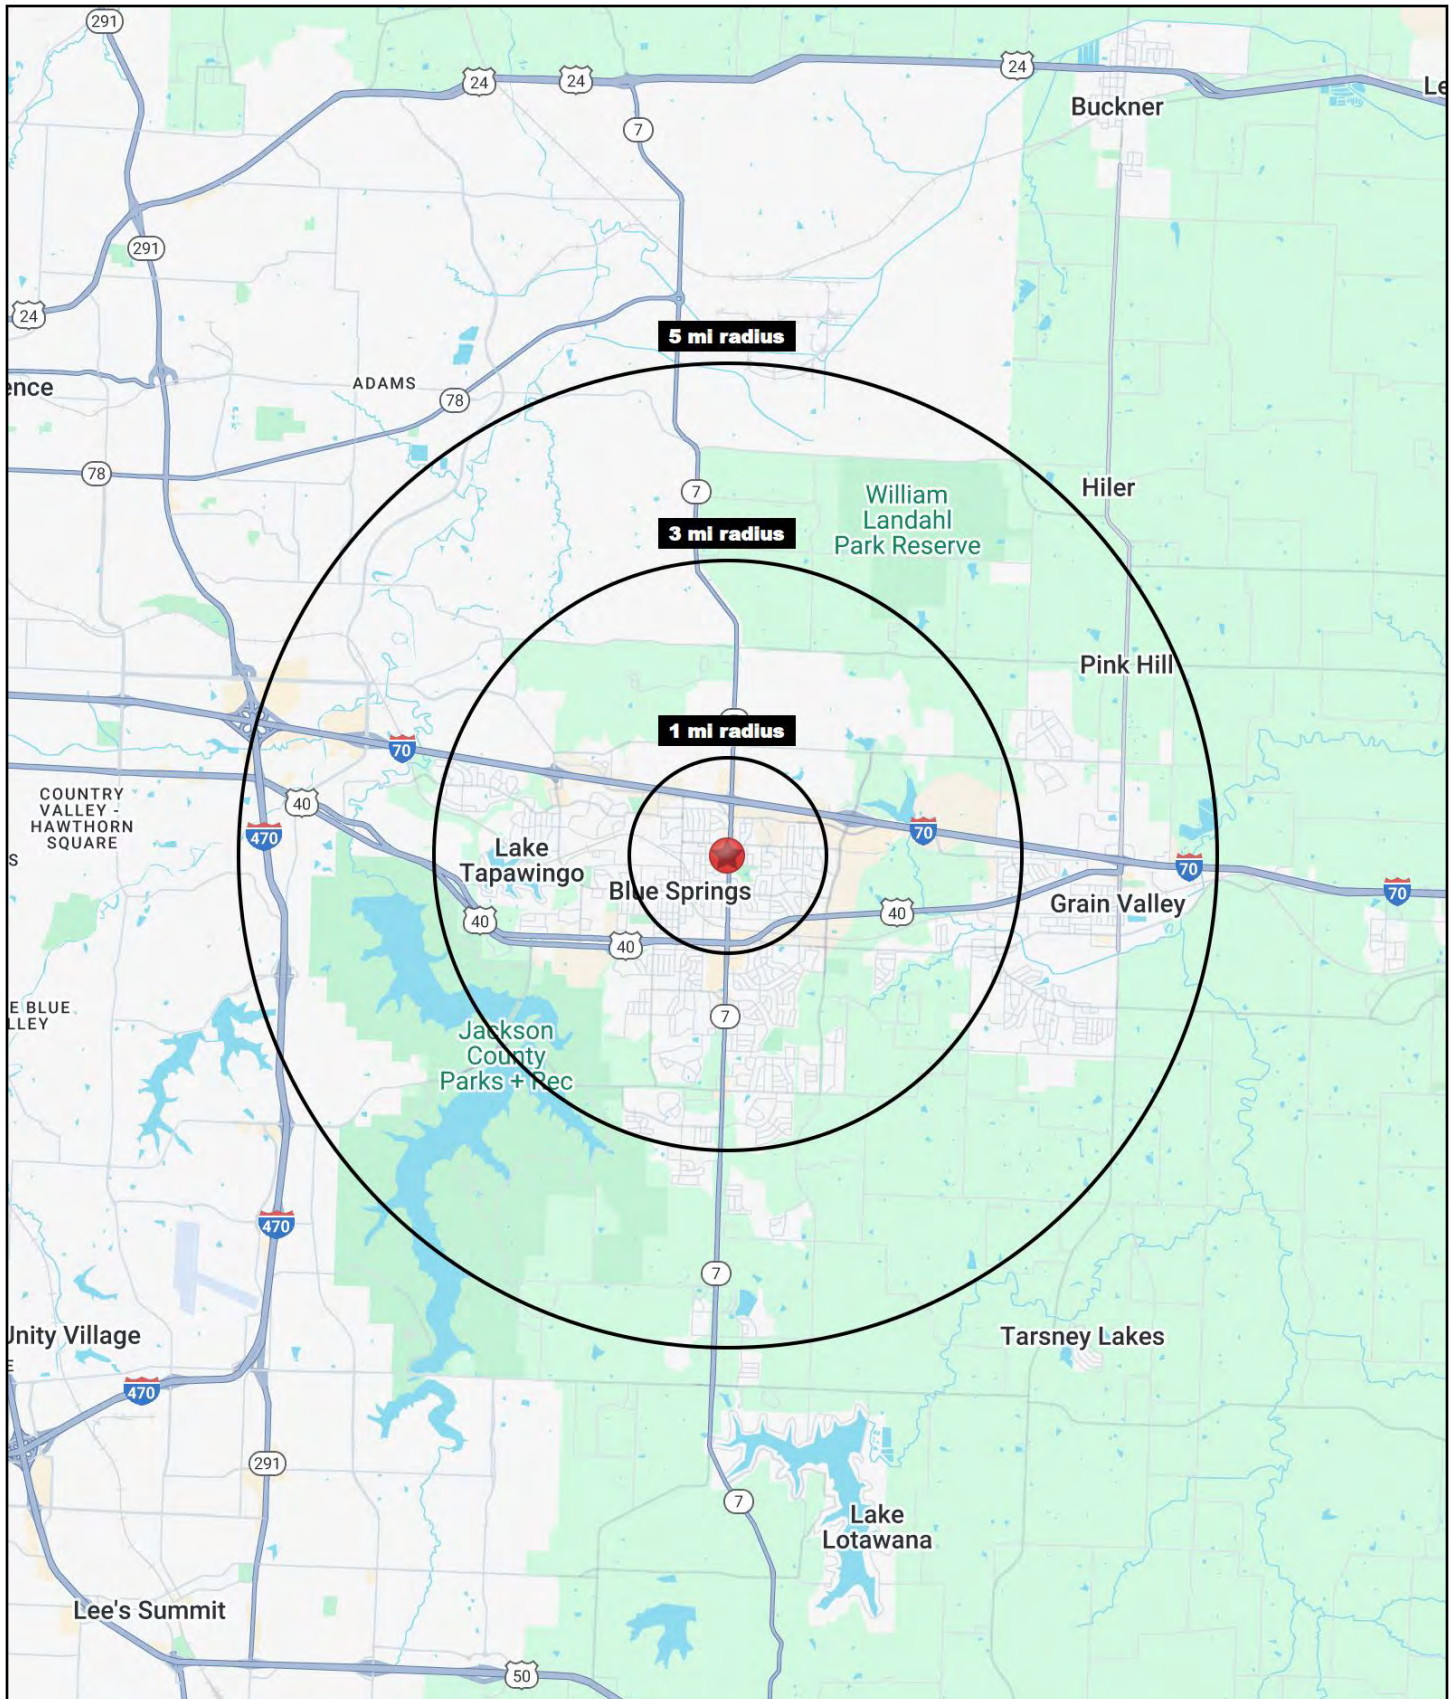 291
24
24
24
Buckner
Le
7
291
24
5 mi radius
ence
ADAMS
78
78
7
William
Landahl
Park Reserve
Hiler
3 mi radius
Pink Hill
1 mi radius
70
COUNTRY
VALLEY -
HAWTHORN
SQUARE
40
470
70
S
Lake
Tapawingo
Blue Springs
70
70
40
40
40
Grain Valley
E BLUE
LLEY
7
Jackson
County
Parks + Rec
470
7
Unity Village
E
Tarsney Lakes
470
291
7
Lake
Lotawana
Lee's Summit
50